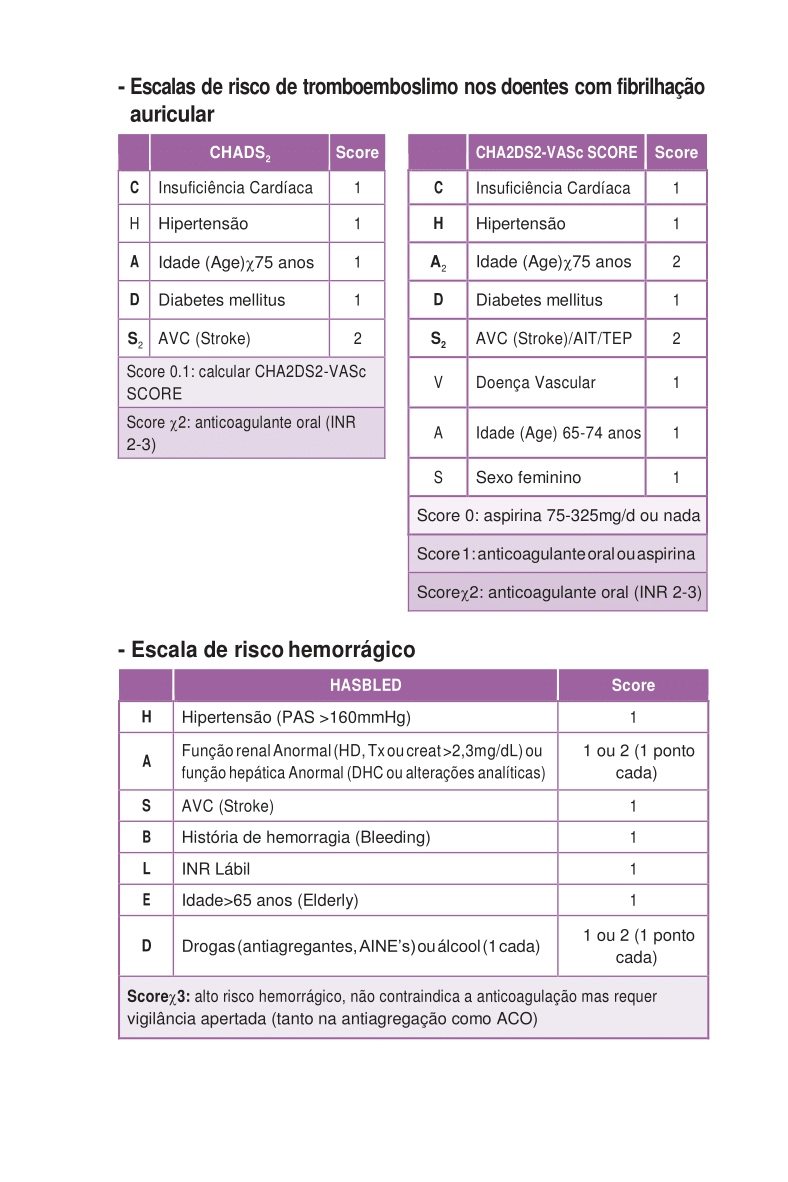 - Escalas de risco de tromboemboslimo nos doentes com fibrilhação
auricular
CHADS2 Score
C Insuficiência Cardíaca 1
H Hipertensão 1
A Idade (Age)χ75 anos 1
D Diabetes mellitus 1
S2 AVC (Stroke) 2
Score 0.1: calcular CHA2DS2-VASc
SCORE
Score χ2: anticoagulante oral (INR
2-3)
CHA2DS2-VASc SCORE Score
C Insuficiência Cardíaca 1
H Hipertensão 1
A2 Idade (Age)χ75 anos 2
D Diabetes mellitus 1
S2 AVC (Stroke)/AIT/TEP 2
V Doença Vascular 1
A Idade (Age) 65-74 anos 1
S Sexo feminino 1
Score 0: aspirina 75-325mg/d ou nada
Score 1: anticoagulante oral ou aspirina
Scoreχ2: anticoagulante oral (INR 2-3)
- Escala de risco hemorrágico
HASBLED Score
H Hipertensão (PAS >160mmHg) 1
A Função renal Anormal (HD, Tx ou creat >2,3mg/dL) ou
função hepática Anormal (DHC ou alterações analíticas)
1 ou 2 (1 ponto
cada)
S AVC (Stroke) 1
B História de hemorragia (Bleeding) 1
L INR Lábil 1
E Idade>65 anos (Elderly) 1
D Drogas (antiagregantes, AINE's) ou álcool (1 cada)
1 ou 2 (1 ponto
cada)
Scoreχ3: alto risco hemorrágico, não contraindica a anticoagulação mas requer
vigilância apertada (tanto na antiagregação como ACO)